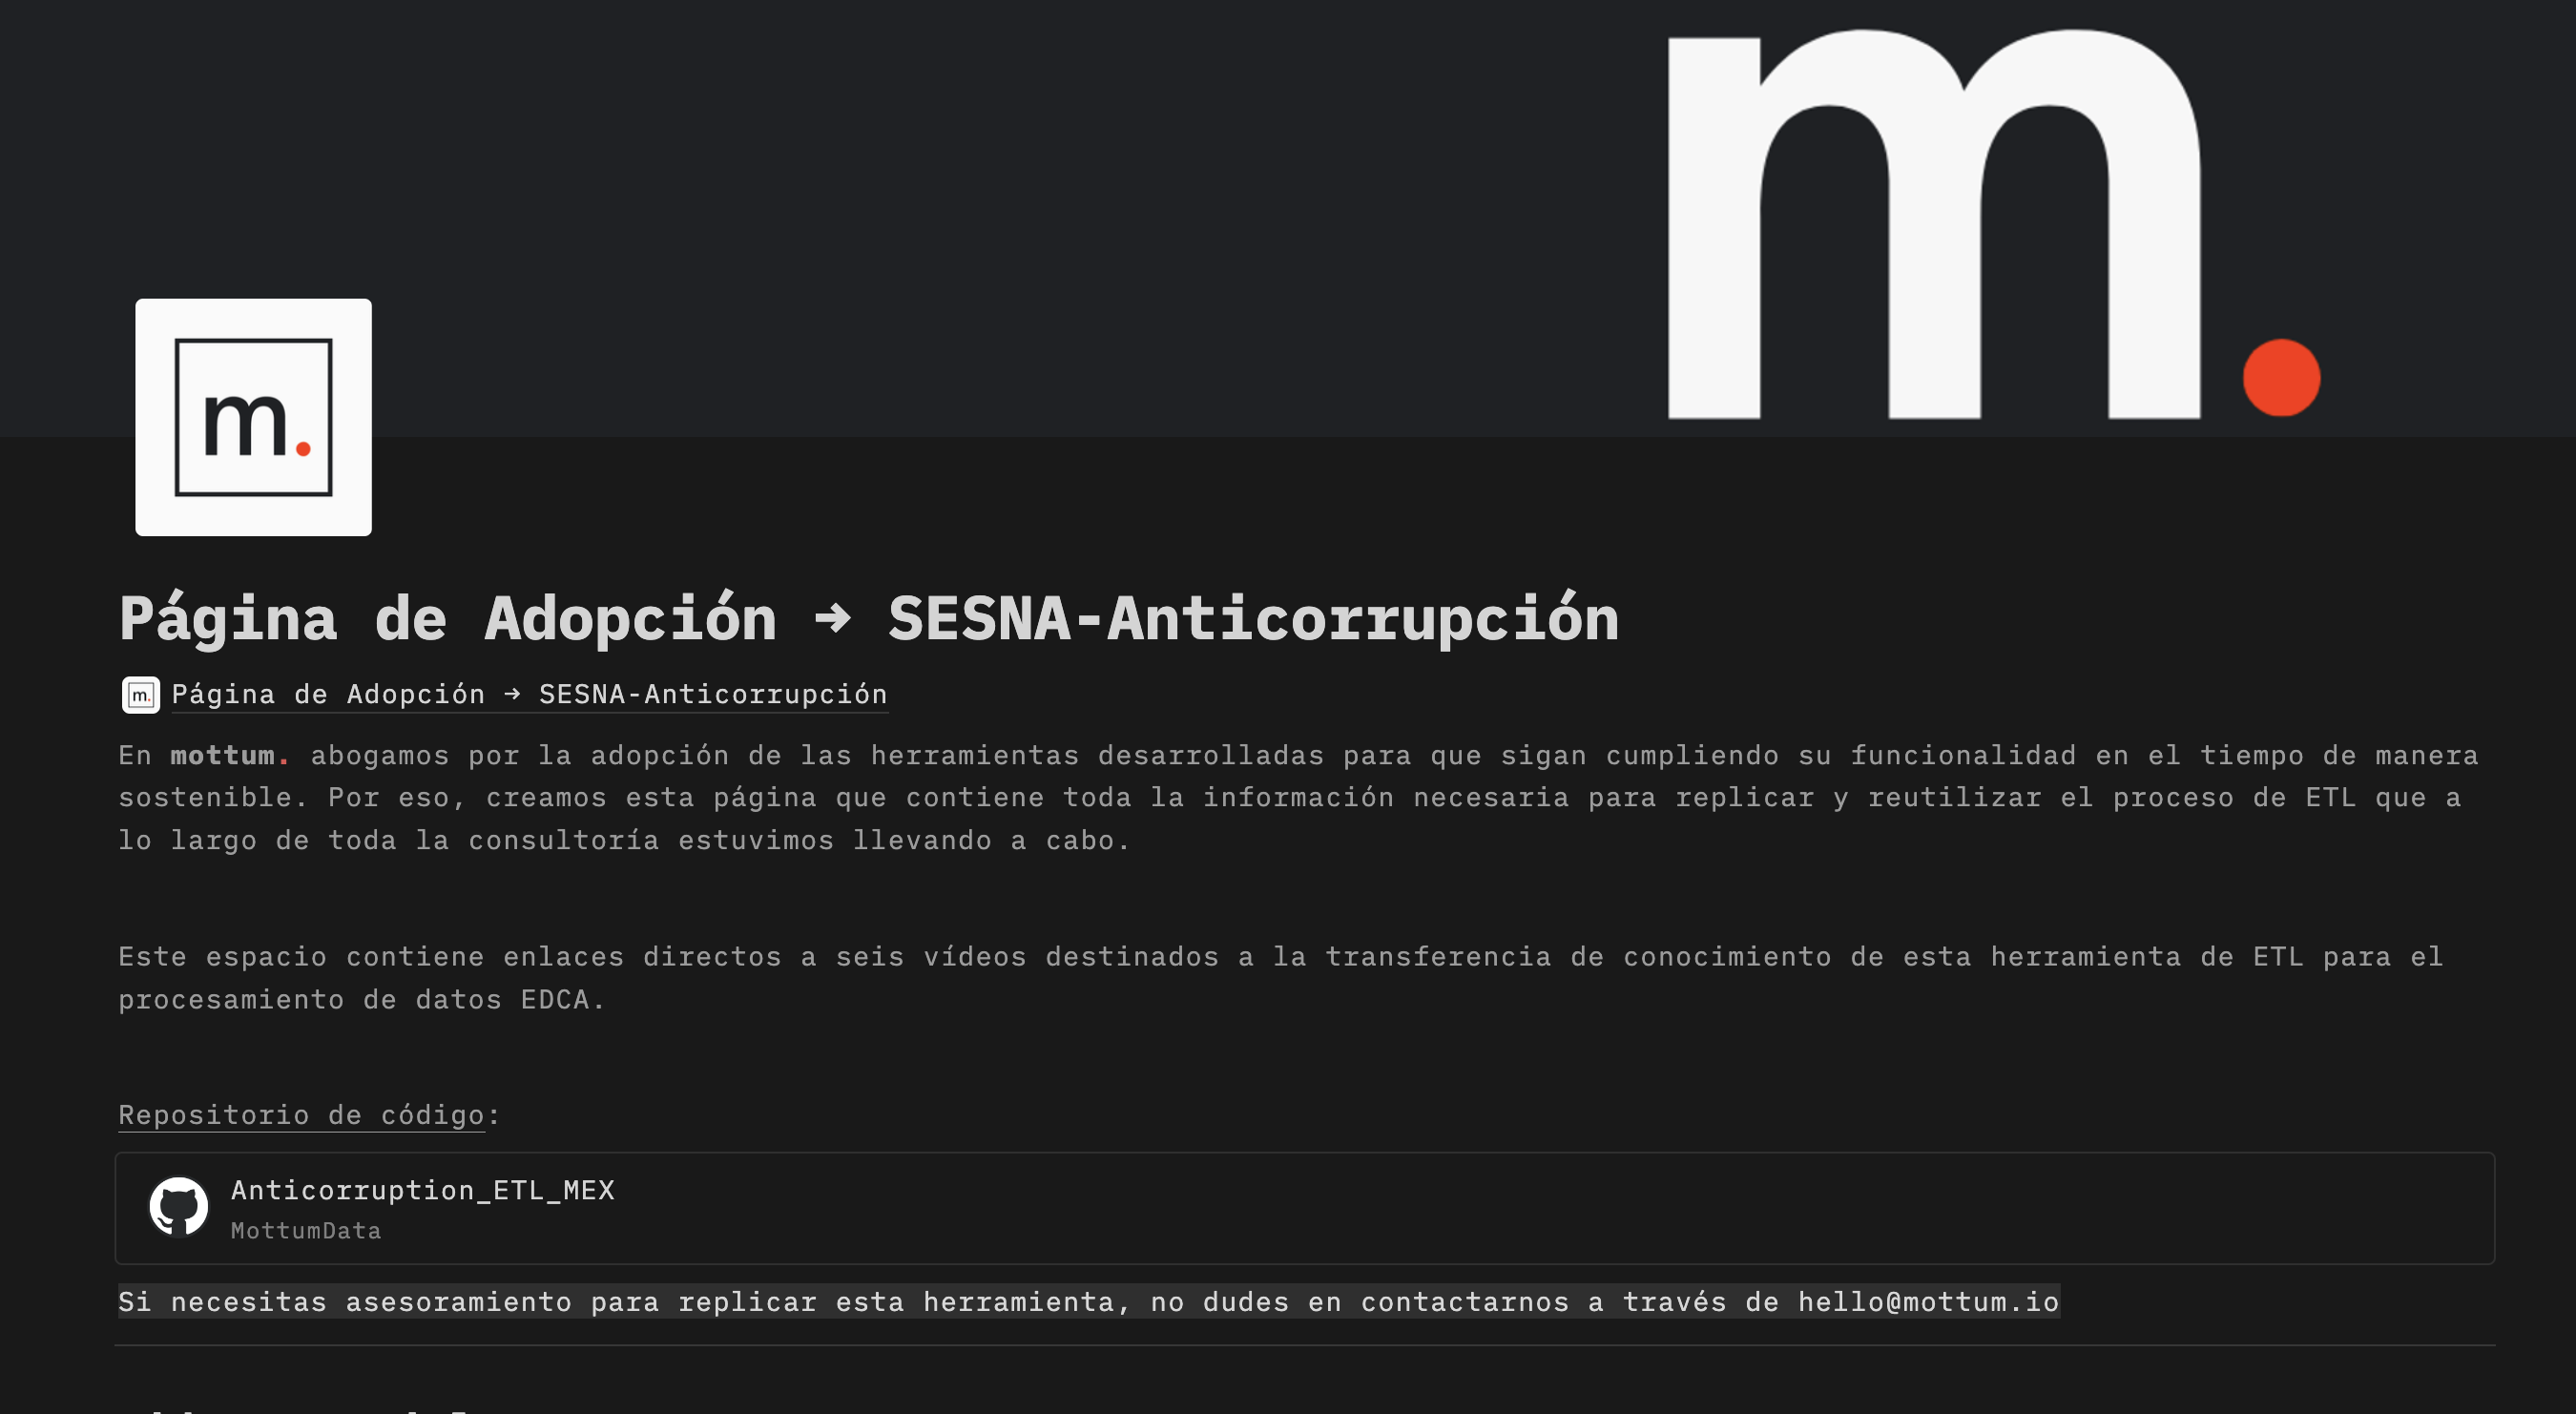 m.
m.
Página de Adopción → SESNA-Anticorrupción
m. Página de Adopción → SESNA-Anticorrupción
En mottum. abogamos por la adopción de las herramientas desarrolladas para que sigan cumpliendo su funcionalidad en el tiempo de manera
sostenible. Por eso, creamos esta página que contiene toda la información necesaria para replicar y reutilizar el proceso de ETL que a
lo largo de toda la consultoría estuvimos llevando a cabo.
Este espacio contiene enlaces directos a seis vídeos destinados a la transferencia de conocimiento de esta herramienta de ETL para el
procesamiento de datos EDCA.
Repositorio de código:
Anticorruption_ETL_MEX
MottumData
Si necesitas asesoramiento para replicar esta herramienta, no dudes en contactarnos a través de hello@mottum.io